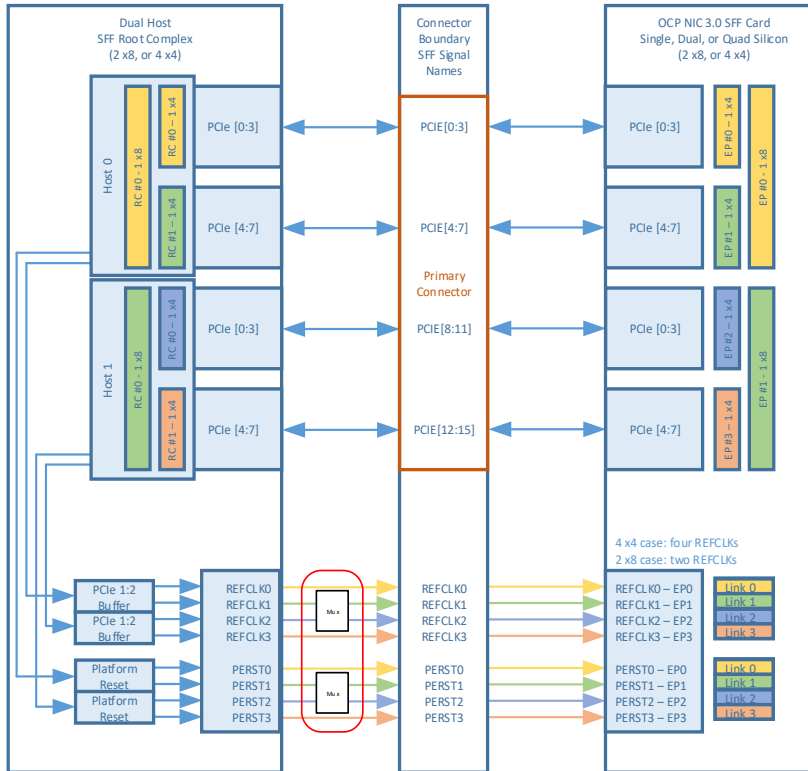 Dual Host
SFF Root Complex
(2 x8, or 4 x4)
Connector
Boundary
SFF Signal
Names
OCP NIC 3.0 SFF Card
Single, Dual, or Quad Silicon
(2 x8, or 4 x4)
Host 0
RC #0 - 1 x8
RC #0 – 1 x4
PCIe [0:3]
PCIE[0:3]
PCIe [0:3]
EP #0 – 1 x4
EP #0 - 1 x8
RC #1 – 1 x4
PCIe [4:7]
PCIE[4:7]
PCIe [4:7]
EP #1 – 1 x4
Primary
Connector
Host 1
RC #0 - 1 x8
RC #0 – 1 x4
PCIe [0:3]
PCIE[8:11]
PCIe [0:3]
EP #2 – 1 x4
EP #1 - 1 x8
RC #1 – 1 x4
PCIe [4:7]
PCIE[12:15]
PCIe [4:7]
EP #3 – 1 x4
4 x4 case: four REFCLKs
2 x8 case: two REFCLKs
PCIe 1:2
Buffer
PCIe 1:2
Buffer
REFCLK0
REFCLK1
REFCLK2
REFCLK3
Mux
REFCLK0
REFCLK1
REFCLK2
REFCLK3
REFCLK0 – EP0
REFCLK1 – EP1
REFCLK2 – EP2
REFCLK3 – EP3
Link 0
Link 1
Link 2
Link 3
Platform
Reset
Platform
Reset
PERST0
PERST1
PERST2
PERST3
Mux
PERST0
PERST1
PERST2
PERST3
PERST0 – EP0
PERST1 – EP1
PERST2 – EP2
PERST3 – EP3
Link 0
Link 1
Link 2
Link 3